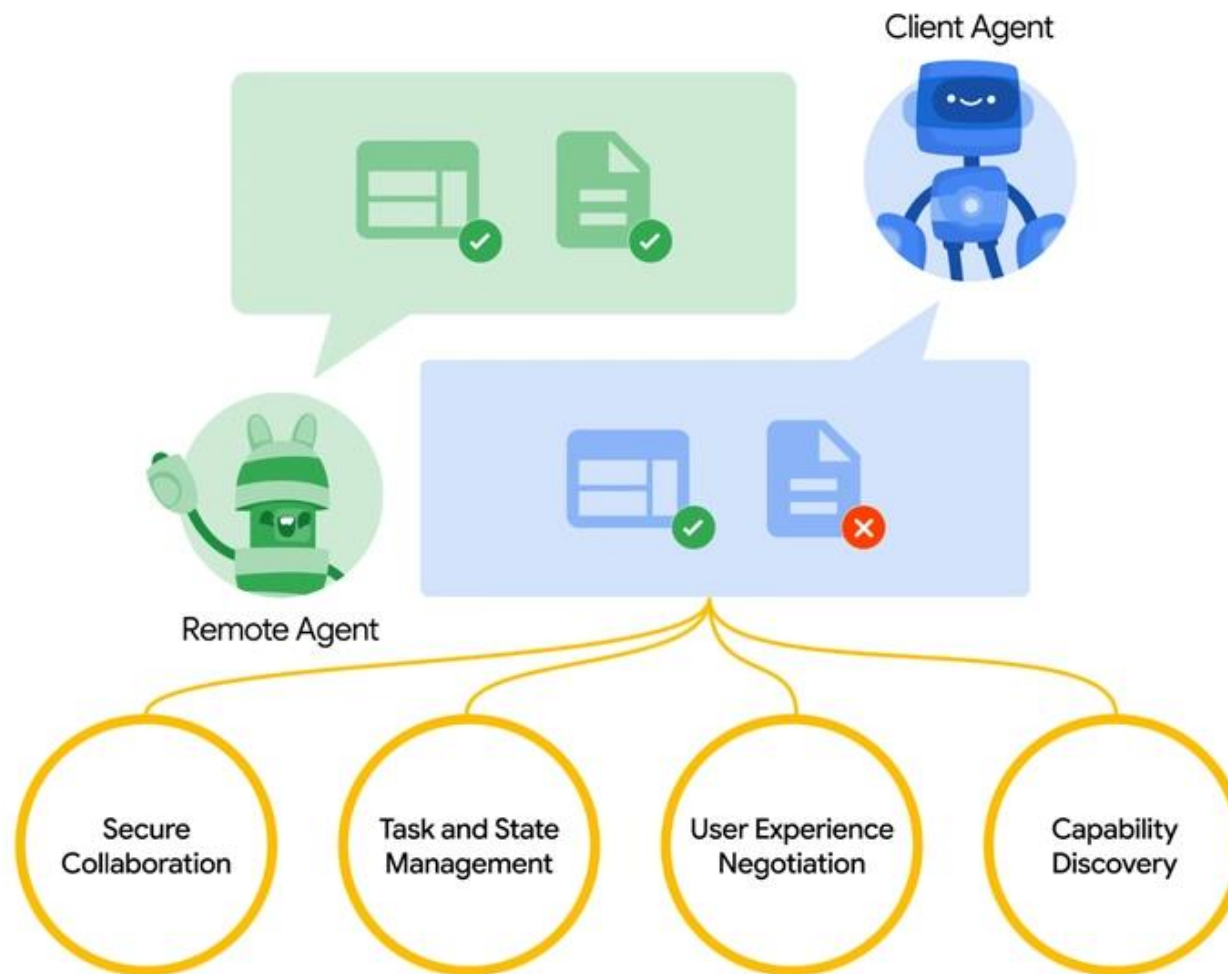 Client Agent
Remote Agent
Secure
Collaboration
Task and State
Management
User Experience
Negotiation
Capability
Discovery